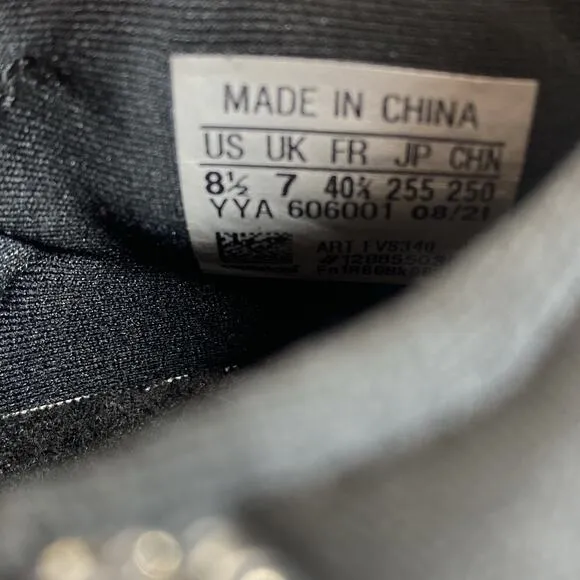 MADE IN CHINA
US UK FR JP CHN
8½ 7 40⅔ 255 250
YYA 606001 08/21
ART